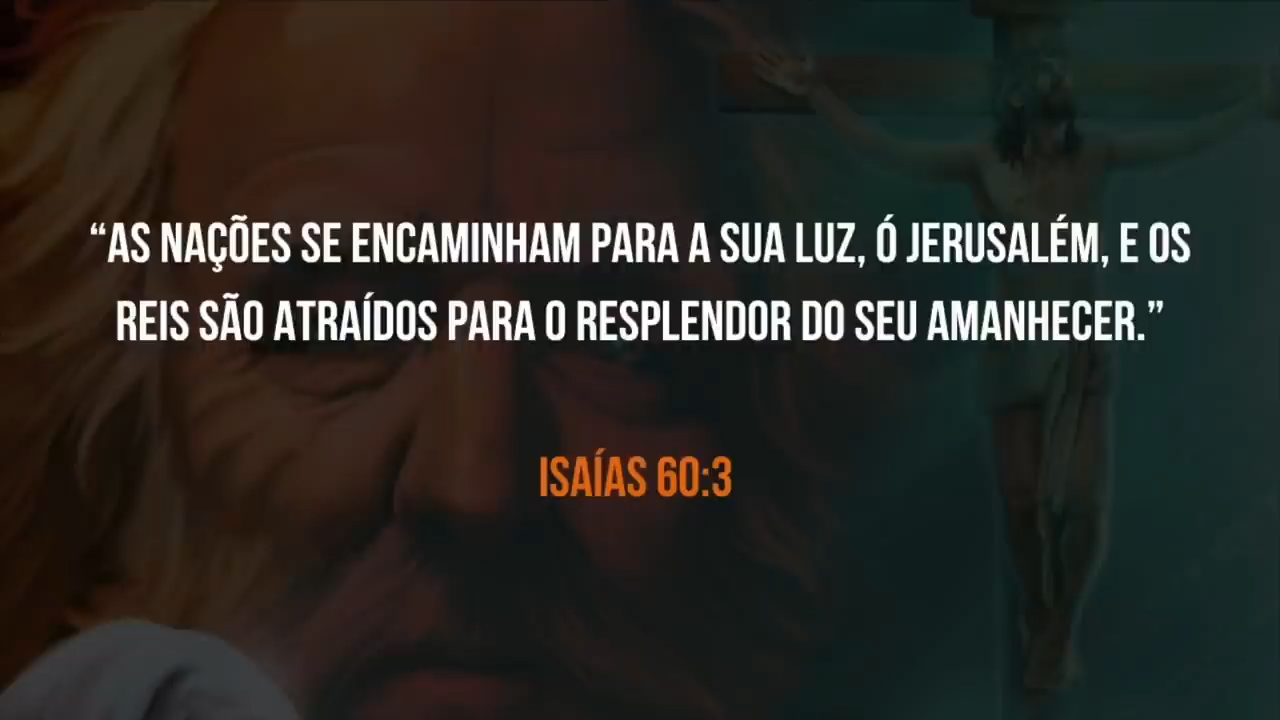 “AS NAÇÕES SE ENCAMINHAM PARA A SUA LUZ, Ó JERUSALÉM, E OS
REIS SÃO ATRAÍDOS PARA O RESPLENDOR DO SEU AMANHECER.”
ISAÍAS 60:3